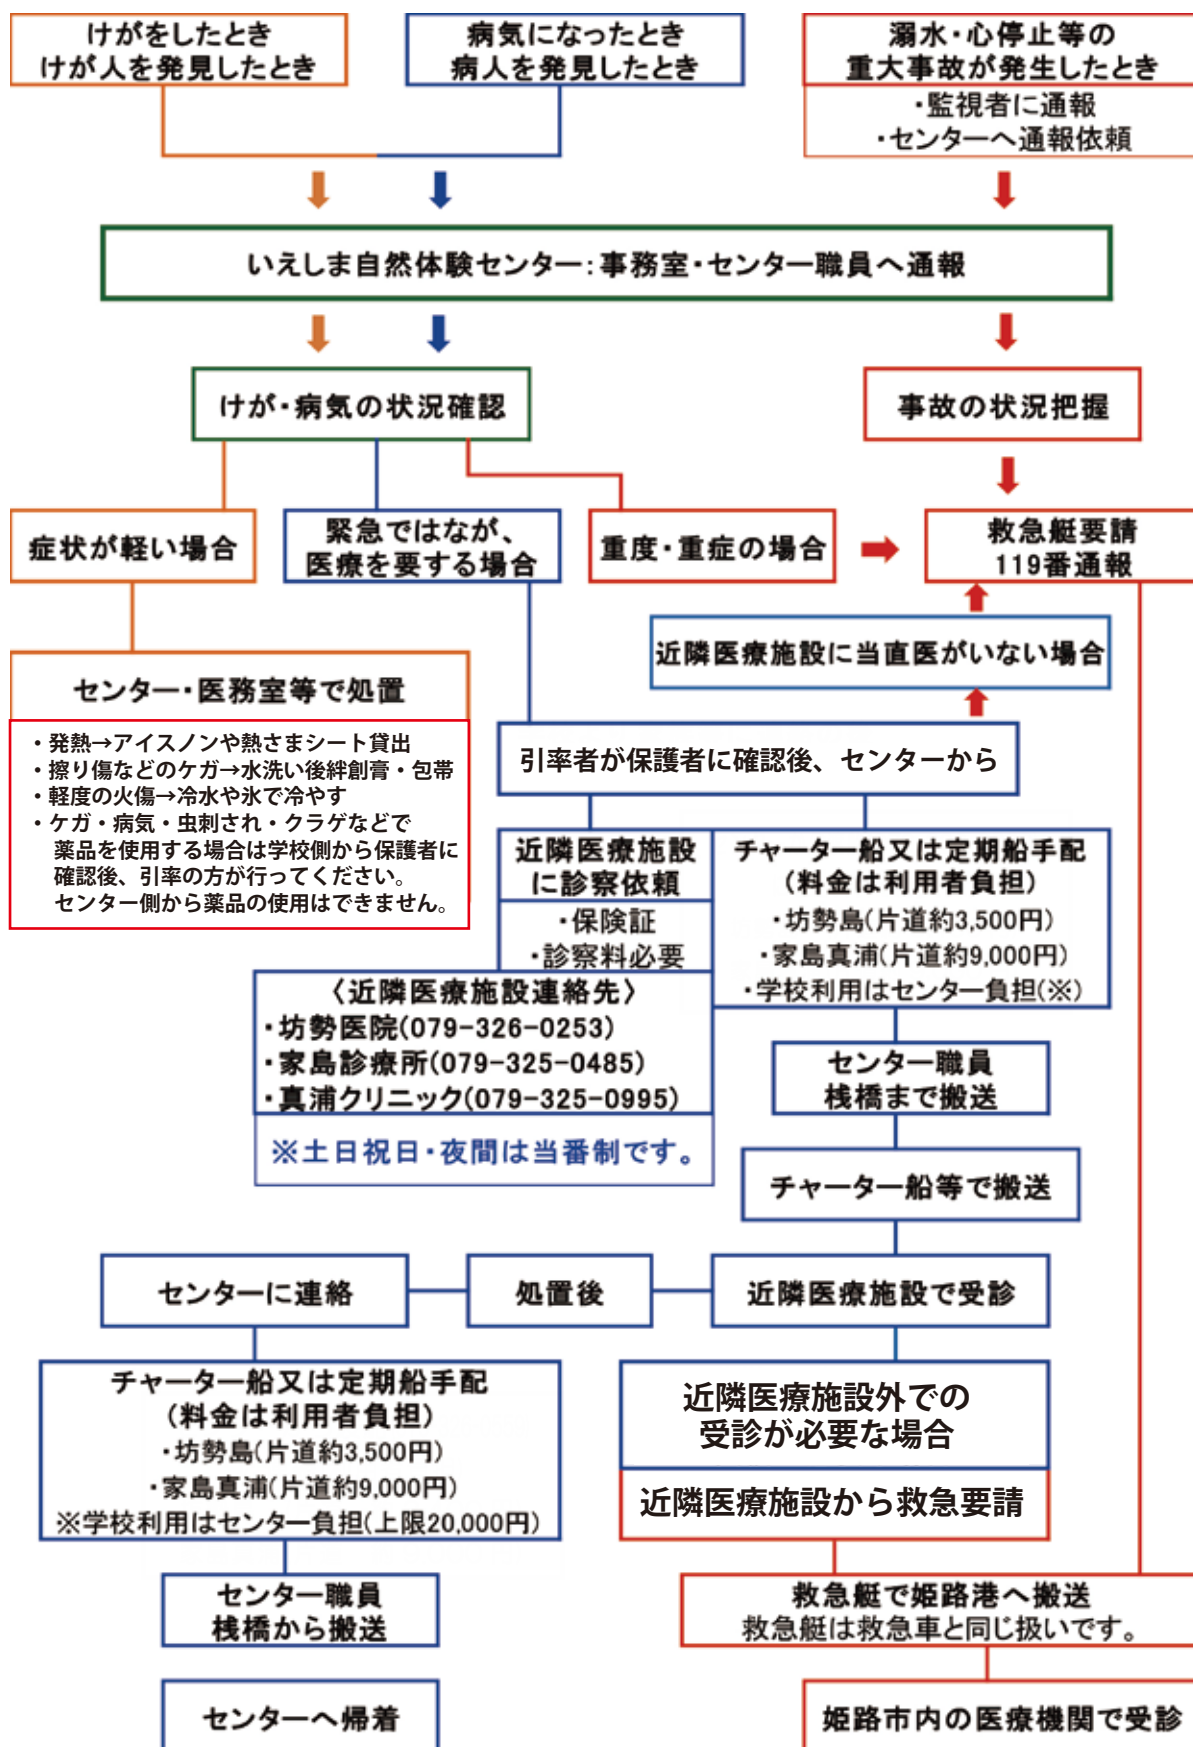 けがをしたとき
けが人を発見したとき
病気になったとき
病人を発見したとき
溺水・心停止等の
重大事故が発生したとき
・監視者に通報
・センターへ通報依頼
いえしま自然体験センター：事務室・センター職員へ通報
けが・病気の状況確認
事故の状況把握
症状が軽い場合
緊急ではなが、
医療を要する場合
重度・重症の場合
救急艇要請
119番通報
近隣医療施設に当直医がいない場合
センター・医務室等で処置
・発熱→アイスノンや熱さまシート貸出
・擦り傷などのケガ→水洗い後絆創膏・包帯
・軽度の火傷→冷水や氷で冷やす
・ケガ・病気・虫刺され・クラゲなどで
薬品を使用する場合は学校側から保護者に
確認後、引率の方が行ってください。
センター側から薬品の使用はできません。
引率者が保護者に確認後、センターから
近隣医療施設
に診察依頼
・保険証
・診察料必要
チャーター船又は定期船手配
（料金は利用者負担）
・坊勢島(片道約3,500円)
・家島真浦(片道約9,000円)
・学校利用はセンター負担(※)
〈近隣医療施設連絡先〉
・坊勢医院(079-326-0253)
・家島診療所(079-325-0485)
・真浦クリニック(079-325-0995)
※土日祝日・夜間は当番制です。
センター職員
桟橋まで搬送
チャーター船等で搬送
センターに連絡
処置後
近隣医療施設で受診
チャーター船又は定期船手配
（料金は利用者負担）
・坊勢島(片道約3,500円)
・家島真浦(片道約9,000円)
※学校利用はセンター負担(上限20,000円)
近隣医療施設外での
受診が必要な場合
近隣医療施設から救急要請
センター職員
桟橋から搬送
救急艇で姫路港へ搬送
救急艇は救急車と同じ扱いです。
センターへ帰着
姫路市内の医療機関で受診